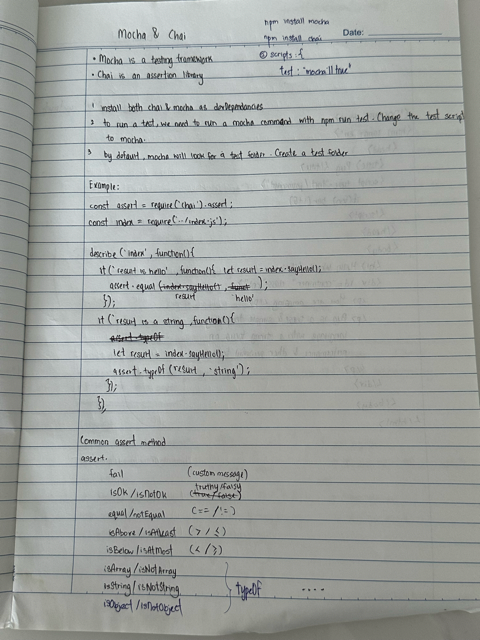 npm install mocha
Mocha & Chai
npm install chai
Date:
• Mocha is a testing framework
② scripts: {
• Chai is an assertion library
test: 'mocha || true'
1 install both chai & mocha as devDependancies
2 to run a test, we need to run a mocha command with npm run test. Change the test script
to mocha.
3 by default, mocha will look for a test folder. Create a test folder
Example:
const assert = require('chai').assert;
const index = require('../index.js');
describe ('index', function(){
it('result is hello', function(){ let result = index.sayHello();
assert.equal (index.sayHello(), funct );
result 'hello'
});
it('result is a string, function(){
assert.typeOf
let result = index.sayHello();
assert.typeOf (result, 'string');
});
});
Common assert method
assert.
fail (custom message)
truthy/falsy
isOk / isNotOk (true/false)
equal / notEqual (== / !=)
isAbove / isAtleast (> / ≤)
isBelow / isAtMost (< / ≥)
isArray / isNotArray
isString / isNotString } typeOf ....
isObject / isNotObject